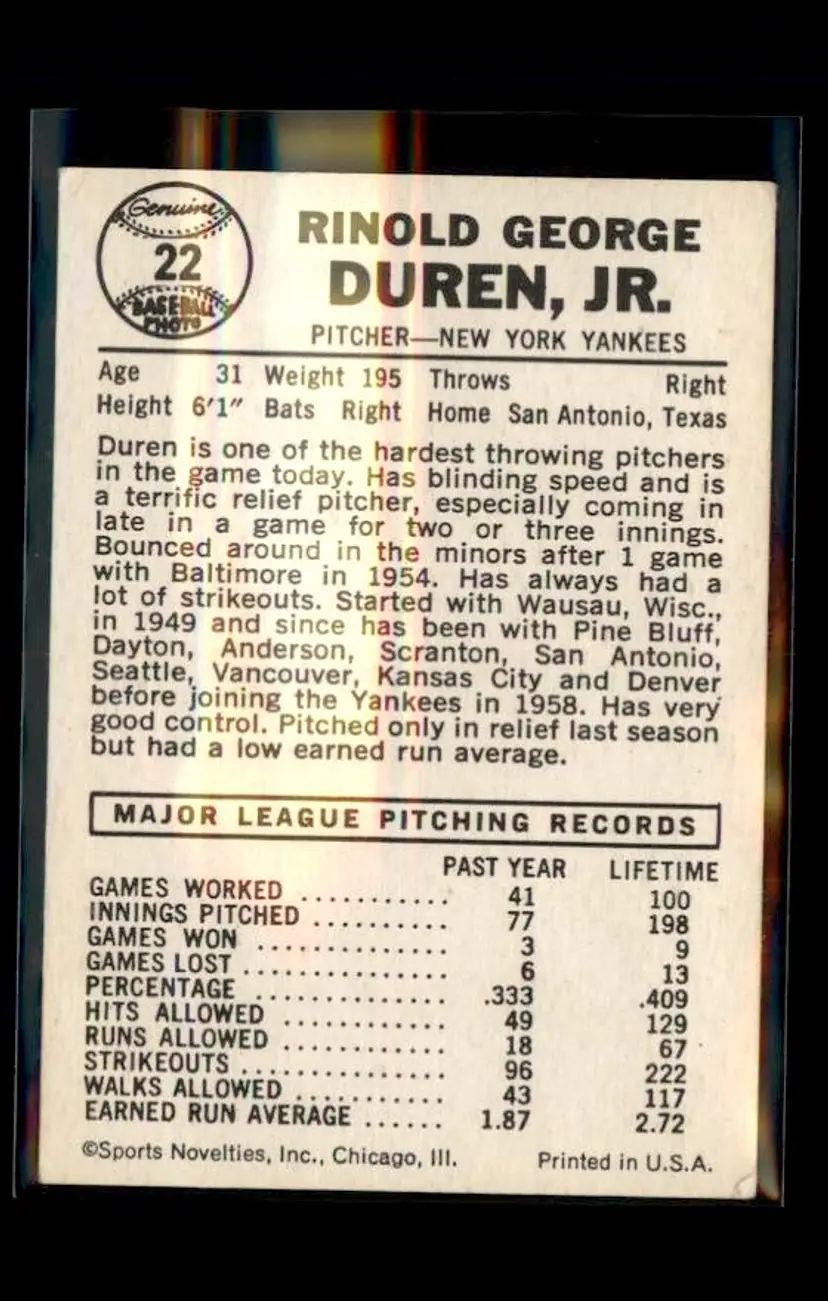 Genuine
22
BASEBALL
PHOTO
RINOLD GEORGE
DUREN, JR.
PITCHER—NEW YORK YANKEES
Age 31 Weight 195 Throws Right
Height 6'1" Bats Right Home San Antonio, Texas
Duren is one of the hardest throwing pitchers
in the game today. Has blinding speed and is
a terrific relief pitcher, especially coming in
late in a game for two or three innings.
Bounced around in the minors after 1 game
with Baltimore in 1954. Has always had a
lot of strikeouts. Started with Wausau, Wisc.,
in 1949 and since has been with Pine Bluff,
Dayton, Anderson, Scranton, San Antonio,
Seattle, Vancouver, Kansas City and Denver
before joining the Yankees in 1958. Has very
good control. Pitched only in relief last season
but had a low earned run average.
MAJOR LEAGUE PITCHING RECORDS
PAST YEAR LIFETIME
GAMES WORKED ........... 41 100
INNINGS PITCHED .......... 77 198
GAMES WON .............. 3 9
GAMES LOST ............... 6 13
PERCENTAGE .............. .333 .409
HITS ALLOWED ............ 49 129
RUNS ALLOWED ............ 18 67
STRIKEOUTS ............... 96 222
WALKS ALLOWED ........... 43 117
EARNED RUN AVERAGE ...... 1.87 2.72
©Sports Novelties, Inc., Chicago, Ill. Printed in U.S.A.